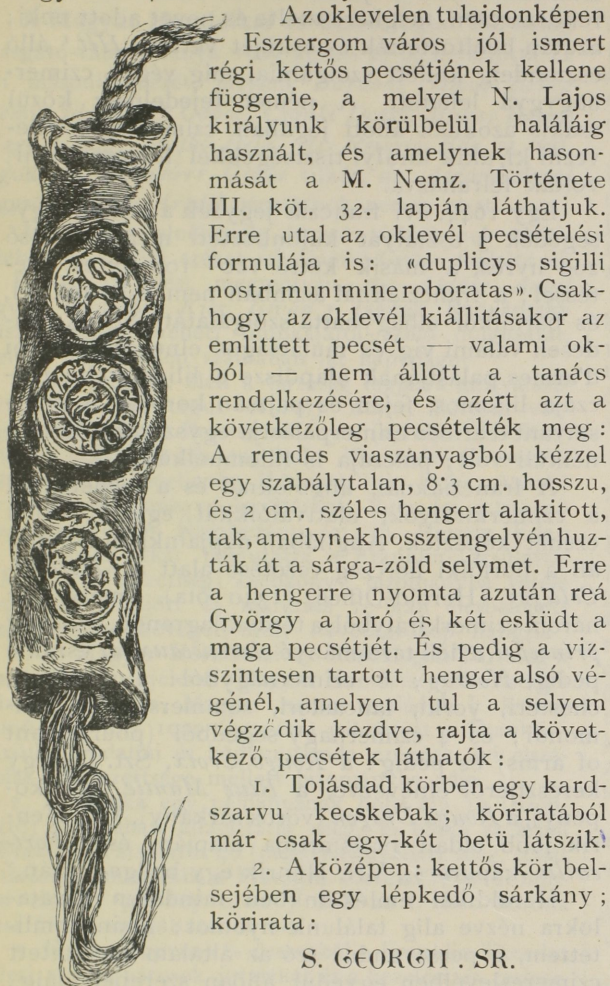 Az oklevelen tulajdonképen
Esztergom város jól ismert
régi kettős pecsétjének kellene
függenie, a melyet N. Lajos
királyunk körülbelül haláláig
használt, és amelynek hason-
mását a M. Nemz. Története
III. köt. 32. lapján láthatjuk.
Erre utal az oklevél pecsételési
formulája is: «duplicys sigilli
nostri munimine roboratas». Csak-
hogy az oklevél kiállitásakor az
emlittett pecsét — valami ok-
ból — nem állott a tanács
rendelkezésére, és ezért azt a
következőleg pecsételték meg:
A rendes viaszanyagból kézzel
egy szabálytalan, 8·3 cm. hosszu,
és 2 cm. széles hengert alakitott,
tak, amelynek hossztengelyén huz-
ták át a sárga-zöld selymet. Erre
a hengerre nyomta azután reá
György a biró és két esküdt a
maga pecsétjét. És pedig a viz-
szintesen tartott henger alsó vé-
génél, amelyen tul a selyem
végződik kezdve, rajta a követ-
kező pecsétek láthatók:
1. Tojásdad körben egy kard-
szarvu kecskebak; köriratából
már csak egy-két betü látszik!
2. A középen: kettős kör bel-
sejében egy lépkedő sárkány;
körirata:
S. GEORGII . SR.